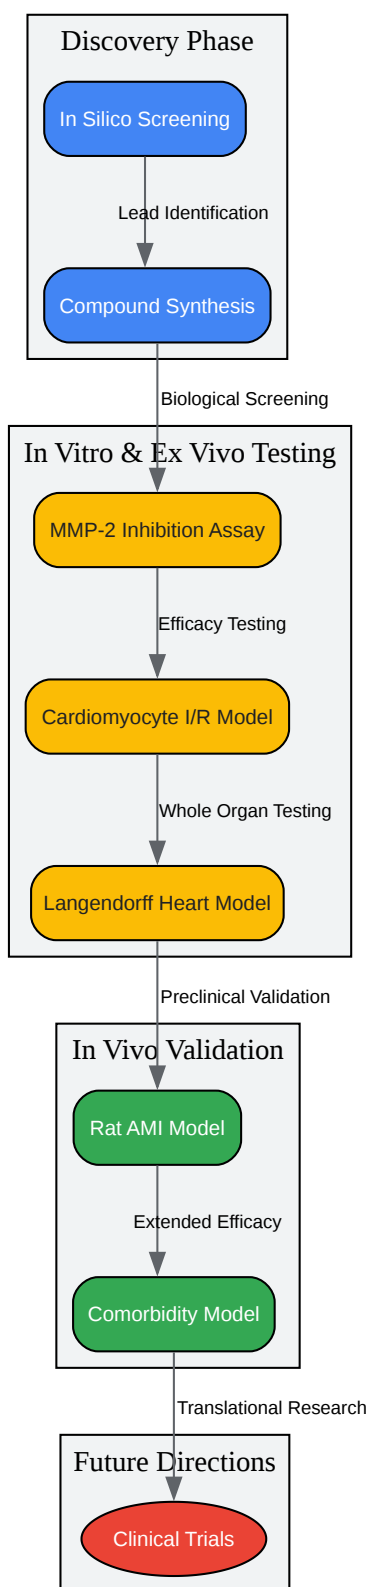 Discovery Phase
In Silico Screening
Lead Identification
Compound Synthesis
Biological Screening
In Vitro & Ex Vivo Testing
MMP-2 Inhibition Assay
Efficacy Testing
Cardiomyocyte I/R Model
Whole Organ Testing
Langendorff Heart Model
Preclinical Validation
In Vivo Validation
Rat AMI Model
Extended Efficacy
Comorbidity Model
Translational Research
Future Directions
Clinical Trials